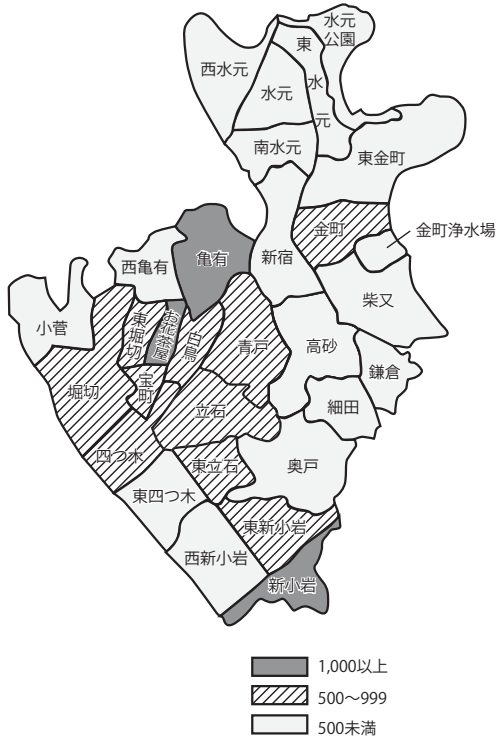 水元
公園
東
水
元
西水元
水元
南水元
東金町
金町
金町浄水場
亀有
新宿
西亀有
柴又
小菅
東堀切
お花茶屋
白鳥
青戸
高砂
鎌倉
堀切
宝町
立石
細田
四つ木
東立石
奥戸
東四つ木
東新小岩
西新小岩
新小岩
1,000以上
500～999
500未満